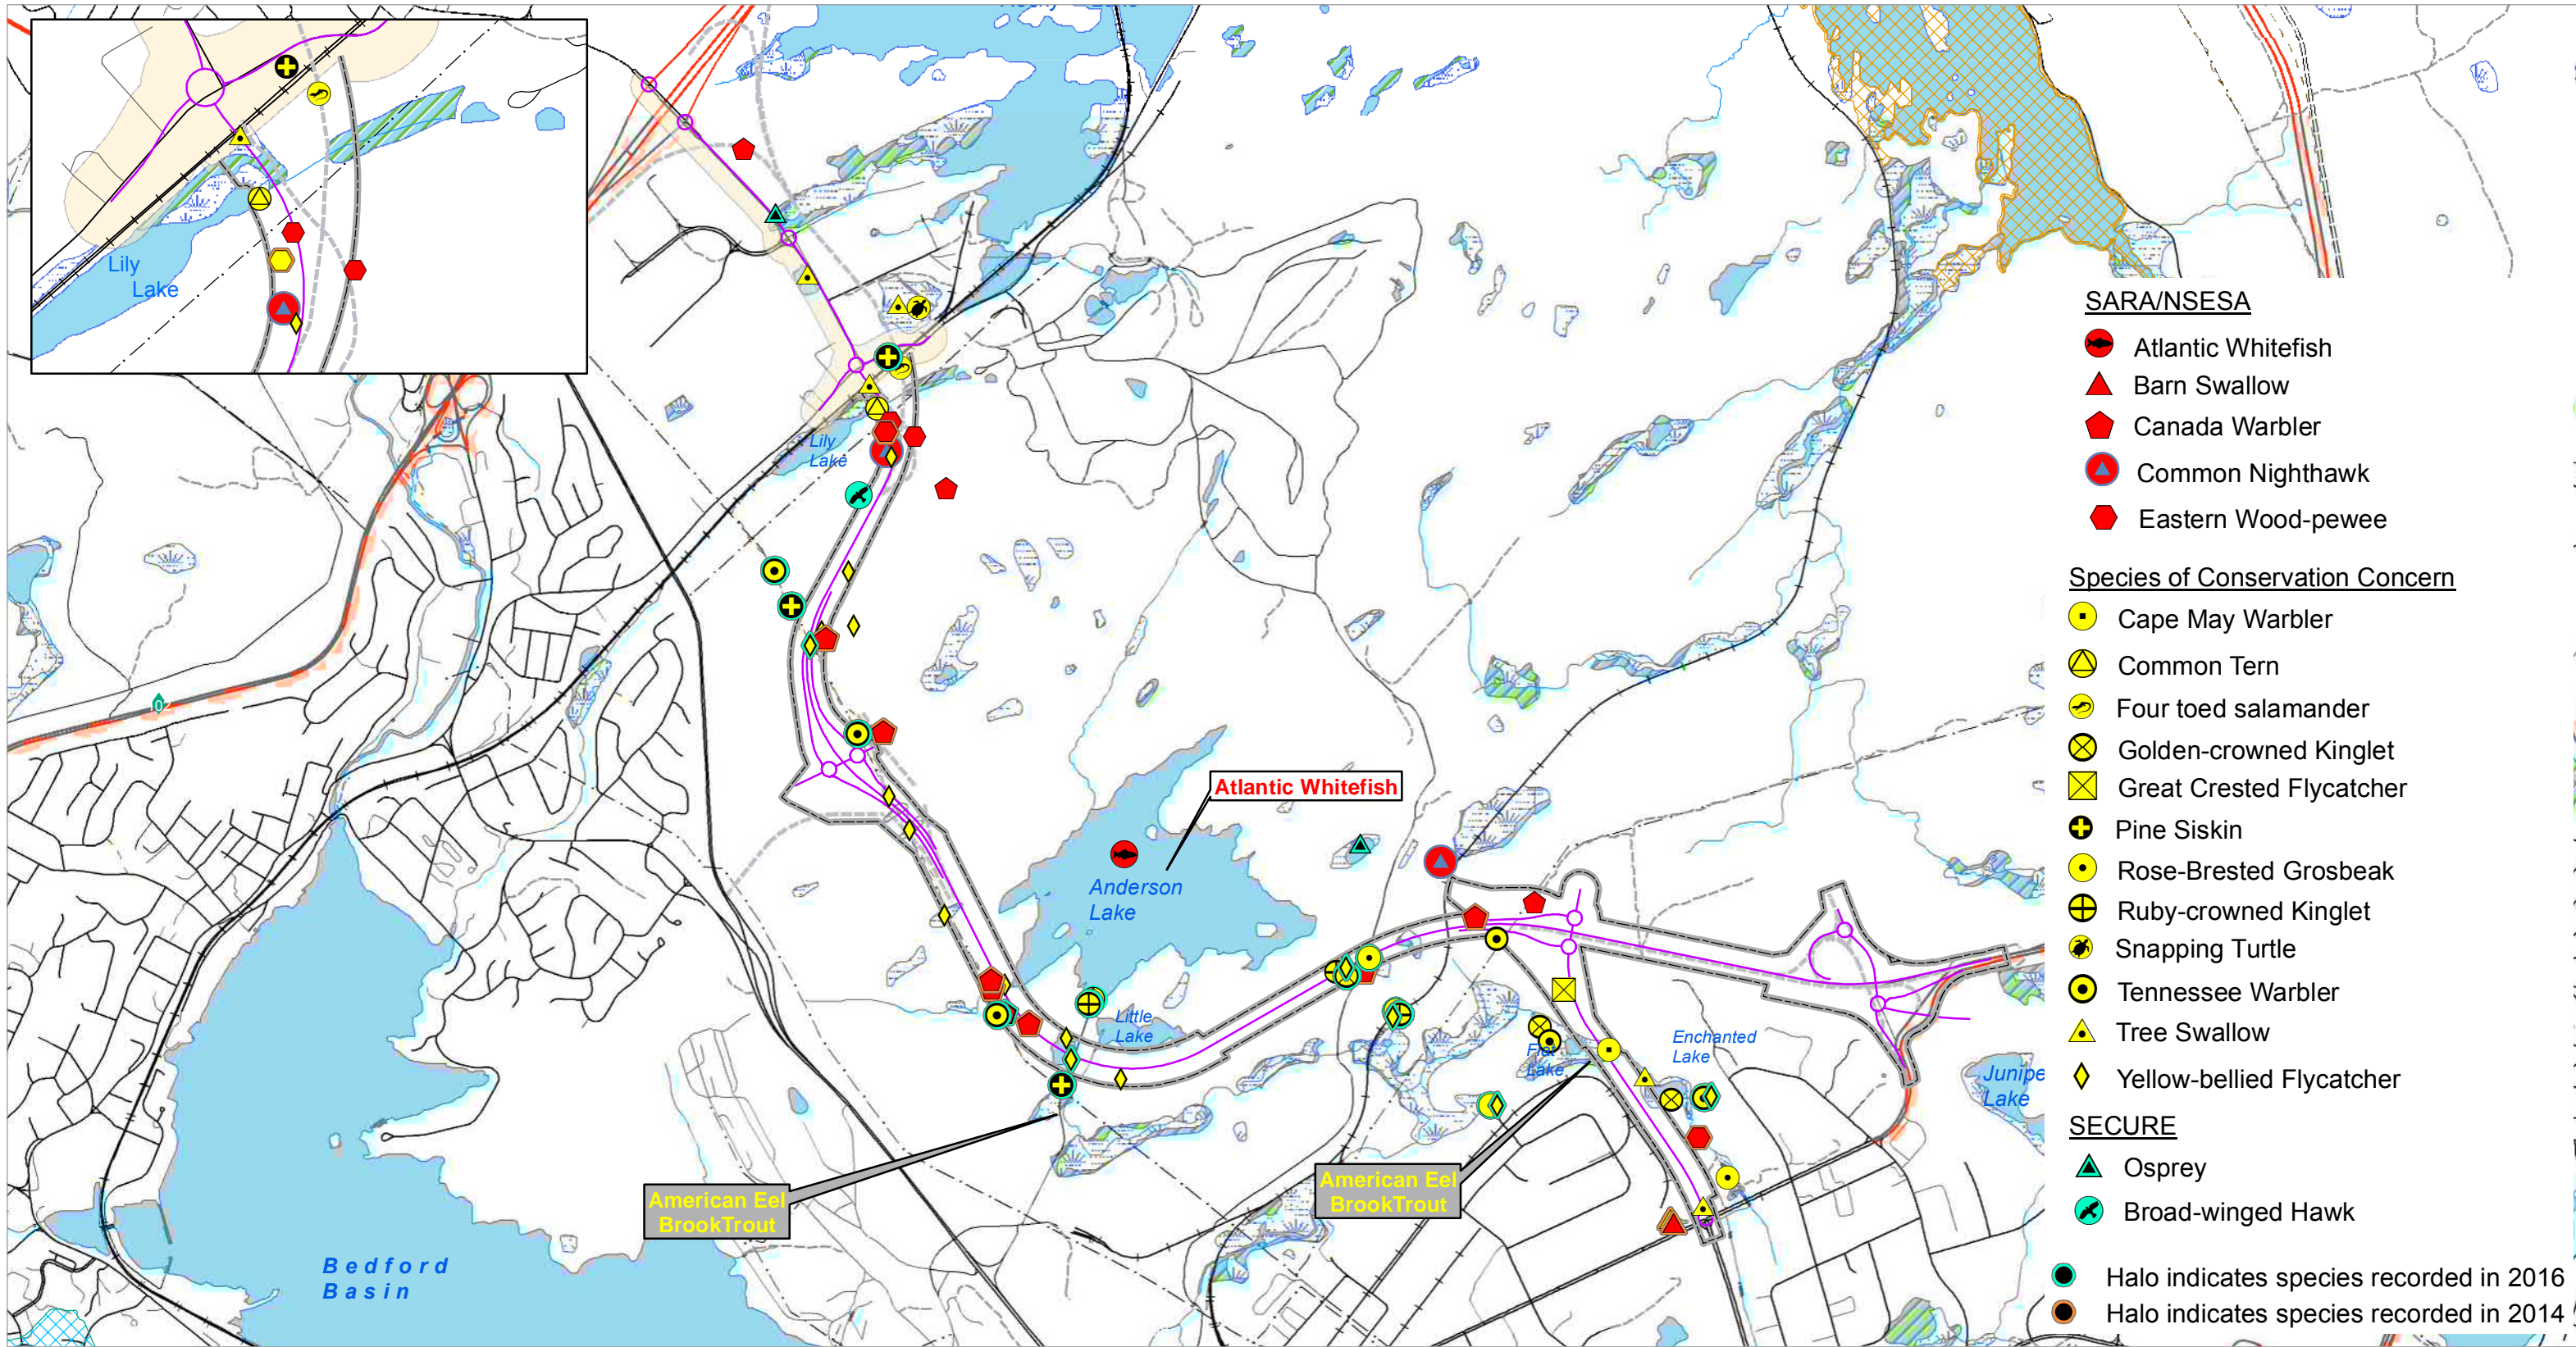 Lily
Lake
Lily
Lake
Atlantic Whitefish
Anderson
Lake
Little
Lake
Enchanted
Lake
Lake
Lake
American Eel
BrookTrout
American Eel
BrookTrout
Bedford
Basin
SARA/NSESA
Atlantic Whitefish
Barn Swallow
Canada Warbler
Common Nighthawk
Eastern Wood-pewee
Species of Conservation Concern
Cape May Warbler
Common Tern
Four toed salamander
Golden-crowned Kinglet
Great Crested Flycatcher
Pine Siskin
Rose-Brested Grosbeak
Ruby-crowned Kinglet
Snapping Turtle
Tennessee Warbler
Tree Swallow
Yellow-bellied Flycatcher
SECURE
Osprey
Broad-winged Hawk
Halo indicates species recorded in 2016
Halo indicates species recorded in 2014